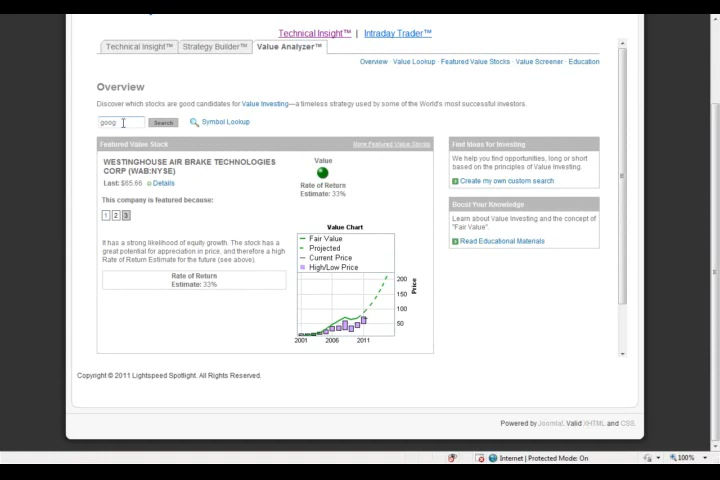 Technical Insight™ | Intraday Trader™
Technical Insight™ Strategy Builder™ Value Analyzer™
Overview · Value Lookup · Featured Value Stocks · Value Screener · Education
Overview
Discover which stocks are good candidates for Value Investing—a timeless strategy used by some of the World's most successful investors.
goog Search Symbol Lookup
Featured Value Stock
More Featured Value Stocks
WESTINGHOUSE AIR BRAKE TECHNOLOGIES
CORP (WAB:NYSE)
Last: $65.66 Details
Value
Rate of Return
Estimate: 33%
This company is featured because:
1 2 3
It has a strong likelihood of equity growth. The stock has a
great potential for appreciation in price, and therefore a high
Rate of Return Estimate for the future (see above).
Rate of Return
Estimate: 33%
Value Chart
Fair Value
Projected
Current Price
High/Low Price
200
150
100
50
Price
2001 2006 2011
Find Ideas for Investing
We help you find opportunities, long or short
based on the principles of Value Investing.
Create my own custom search
Boost Your Knowledge
Learn about Value Investing and the concept of
"Fair Value".
Read Educational Materials
Copyright © 2011 Lightspeed Spotlight. All Rights Reserved.
Powered by Joomla!. Valid XHTML and CSS.
Internet | Protected Mode: On
100%